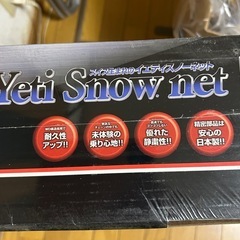 スイス生まれのイエティスノーネット
Yeti Snow net
耐久性
アップ!!
未体験の
乗り心地!!
優れた
静粛性!!
精密部品は
安心の
日本製!!